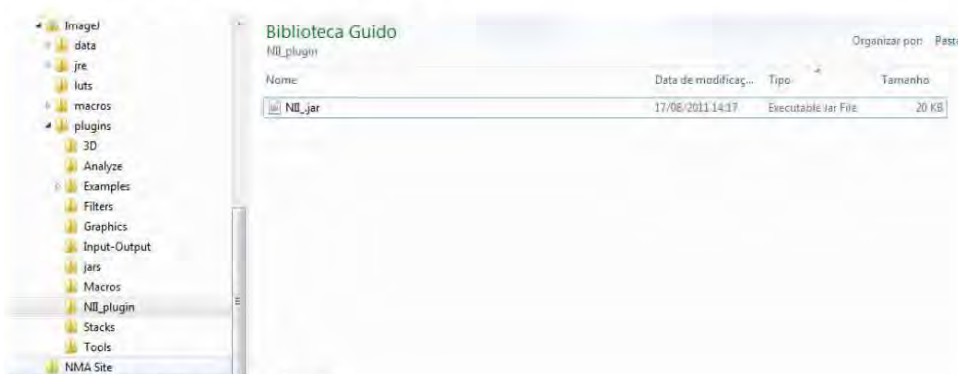 ImageJ
data
jre
luts
macros
plugins
3D
Analyze
Examples
Filters
Graphics
Input-Output
jars
Macros
NII_plugin
Stacks
Tools
NMA Site
Biblioteca Guido
NII_plugin
Organizar por: Pasta
Nome Data de modificaç... Tipo Tamanho
NII_.jar 17/08/2011 14:17 Executable Jar File 20 KB